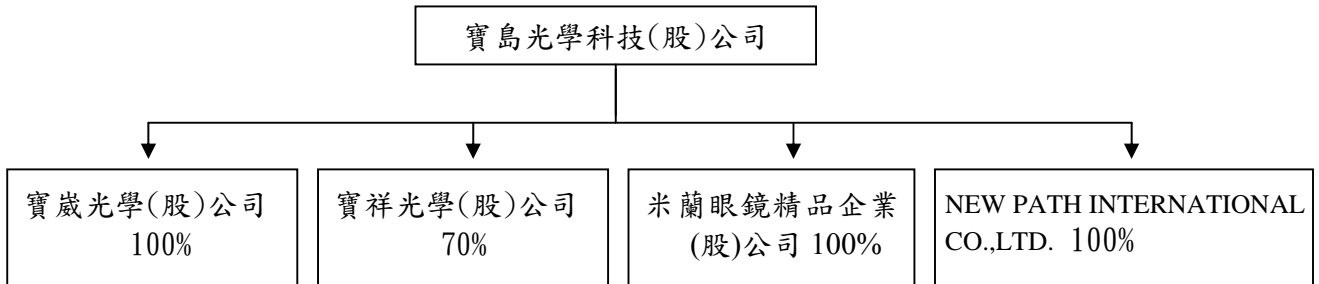 寶島光學科技(股)公司
寶崴光學(股)公司
100%
寶祥光學(股)公司
70%
米蘭眼鏡精品企業
(股)公司 100%
NEW PATH INTERNATIONAL
CO.,LTD. 100%